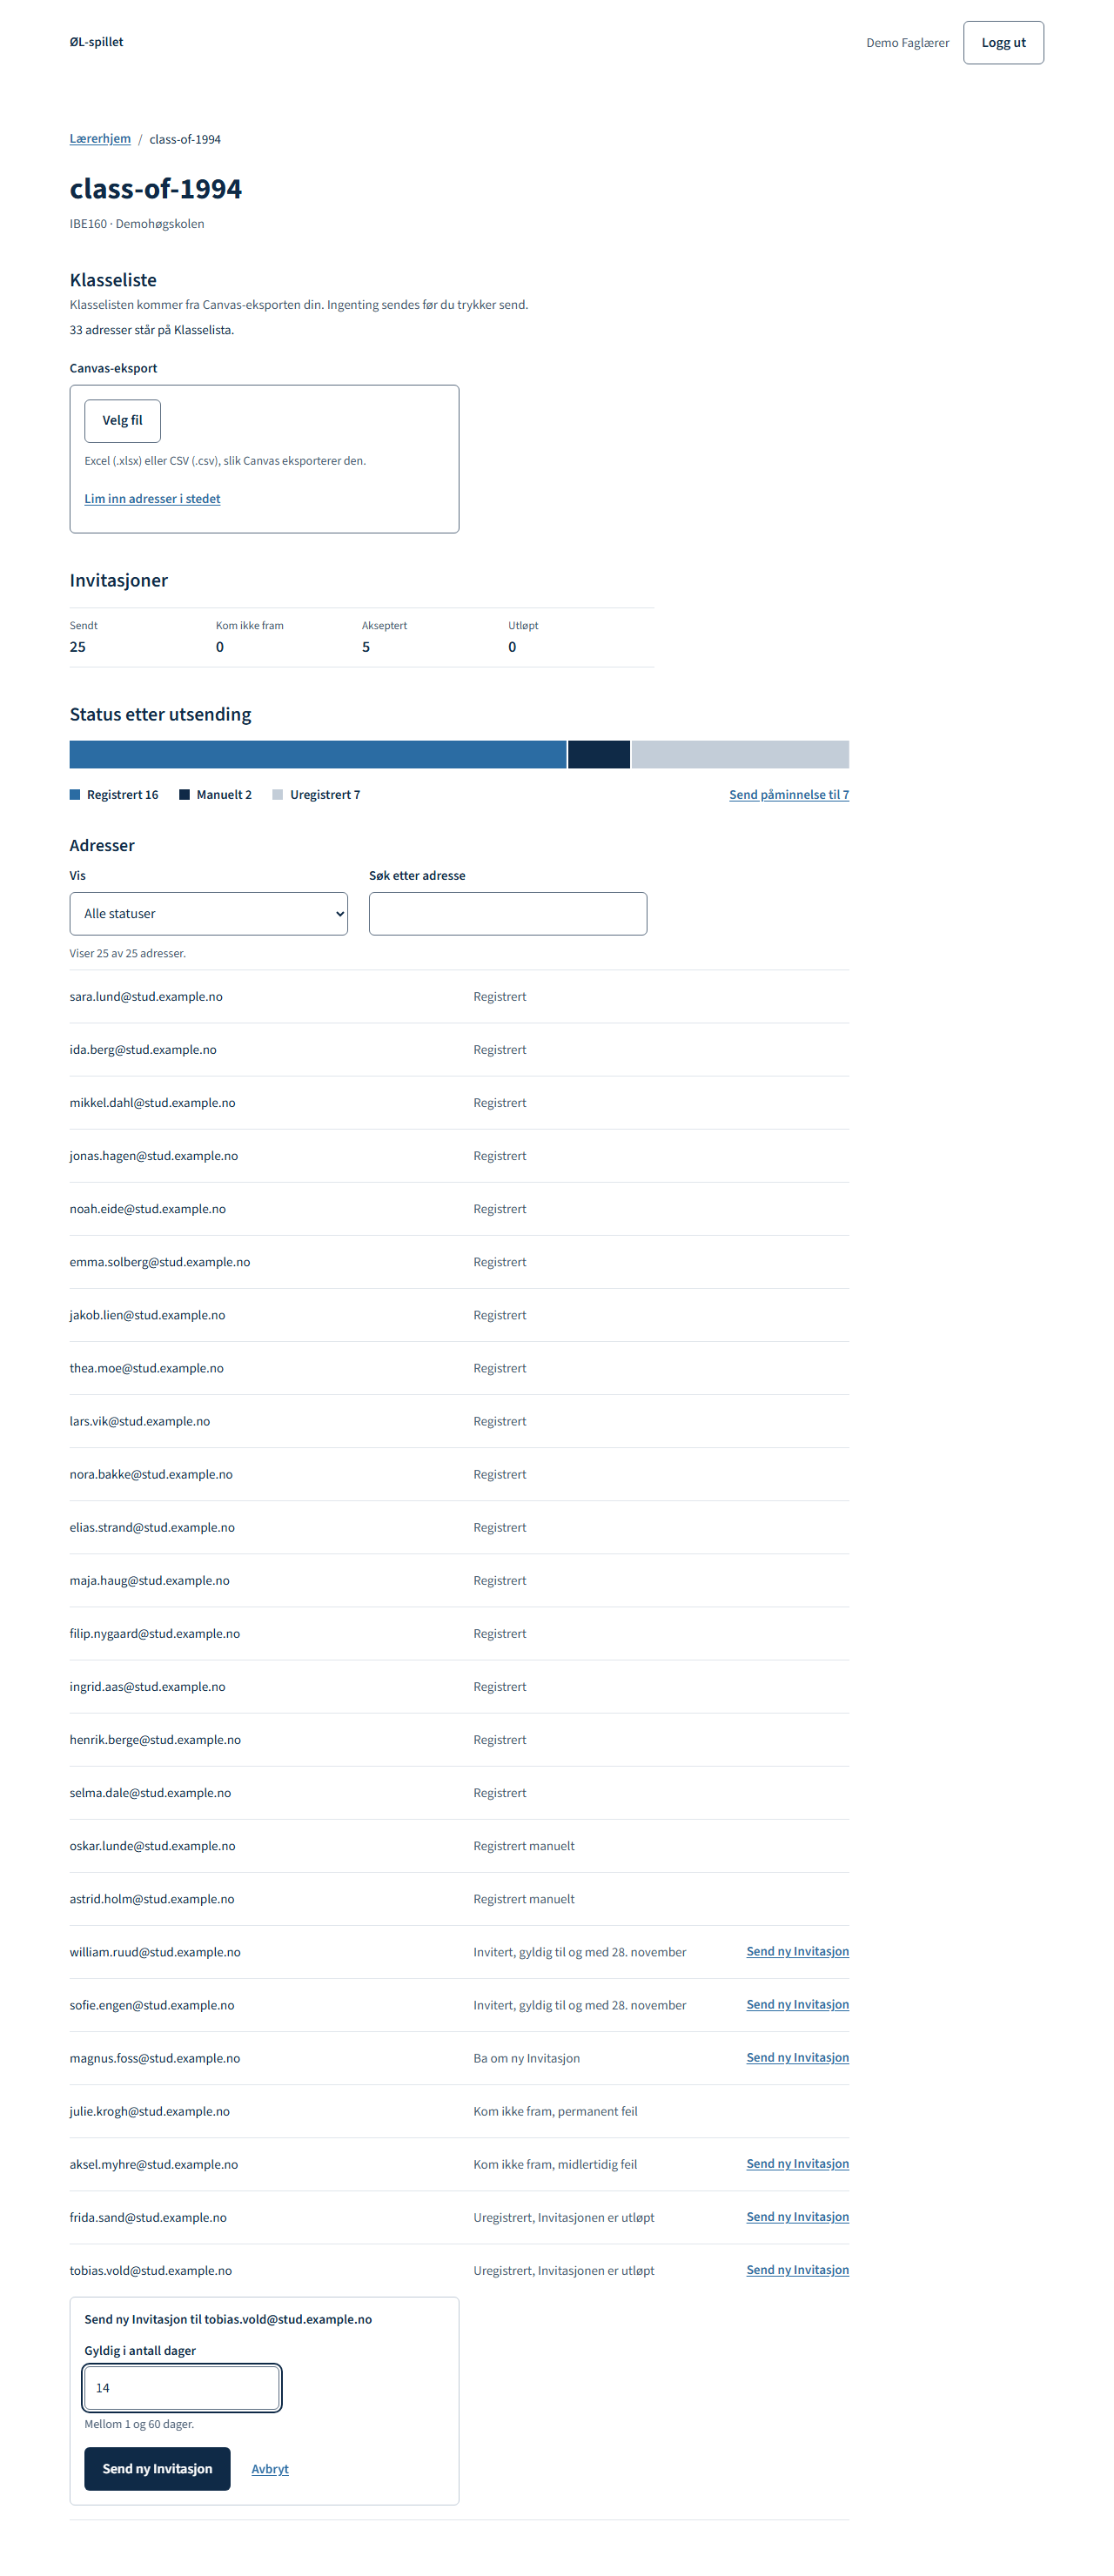 ØL-spillet
Demo Faglærer
Logg ut
Lærerhjem / class-of-1994
class-of-1994
IBE160 · Demohøgskolen
Klasseliste
Klasselisten kommer fra Canvas-eksporten din. Ingenting sendes før du trykker send.
33 adresser står på Klasselista.
Canvas-eksport
Velg fil
Excel (.xlsx) eller CSV (.csv), slik Canvas eksporterer den.
Lim inn adresser i stedet
Invitasjoner
Sendt Kom ikke fram Akseptert Utløpt
25 0 5 0
Status etter utsending
Registrert 16 Manuelt 2 Uregistrert 7 Send påminnelse til 7
Adresser
Vis Søk etter adresse
Alle statuser
Viser 25 av 25 adresser.
sara.lund@stud.example.no Registrert
ida.berg@stud.example.no Registrert
mikkel.dahl@stud.example.no Registrert
jonas.hagen@stud.example.no Registrert
noah.eide@stud.example.no Registrert
emma.solberg@stud.example.no Registrert
jakob.lien@stud.example.no Registrert
thea.moe@stud.example.no Registrert
lars.vik@stud.example.no Registrert
nora.bakke@stud.example.no Registrert
elias.strand@stud.example.no Registrert
maja.haug@stud.example.no Registrert
filip.nygaard@stud.example.no Registrert
ingrid.aas@stud.example.no Registrert
henrik.berge@stud.example.no Registrert
selma.dale@stud.example.no Registrert
oskar.lunde@stud.example.no Registrert manuelt
astrid.holm@stud.example.no Registrert manuelt
william.ruud@stud.example.no Invitert, gyldig til og med 28. november Send ny Invitasjon
sofie.engen@stud.example.no Invitert, gyldig til og med 28. november Send ny Invitasjon
magnus.foss@stud.example.no Ba om ny Invitasjon Send ny Invitasjon
julie.krogh@stud.example.no Kom ikke fram, permanent feil
aksel.myhre@stud.example.no Kom ikke fram, midlertidig feil Send ny Invitasjon
frida.sand@stud.example.no Uregistrert, Invitasjonen er utløpt Send ny Invitasjon
tobias.vold@stud.example.no Uregistrert, Invitasjonen er utløpt Send ny Invitasjon
Send ny Invitasjon til tobias.vold@stud.example.no
Gyldig i antall dager
14
Mellom 1 og 60 dager.
Send ny Invitasjon Avbryt